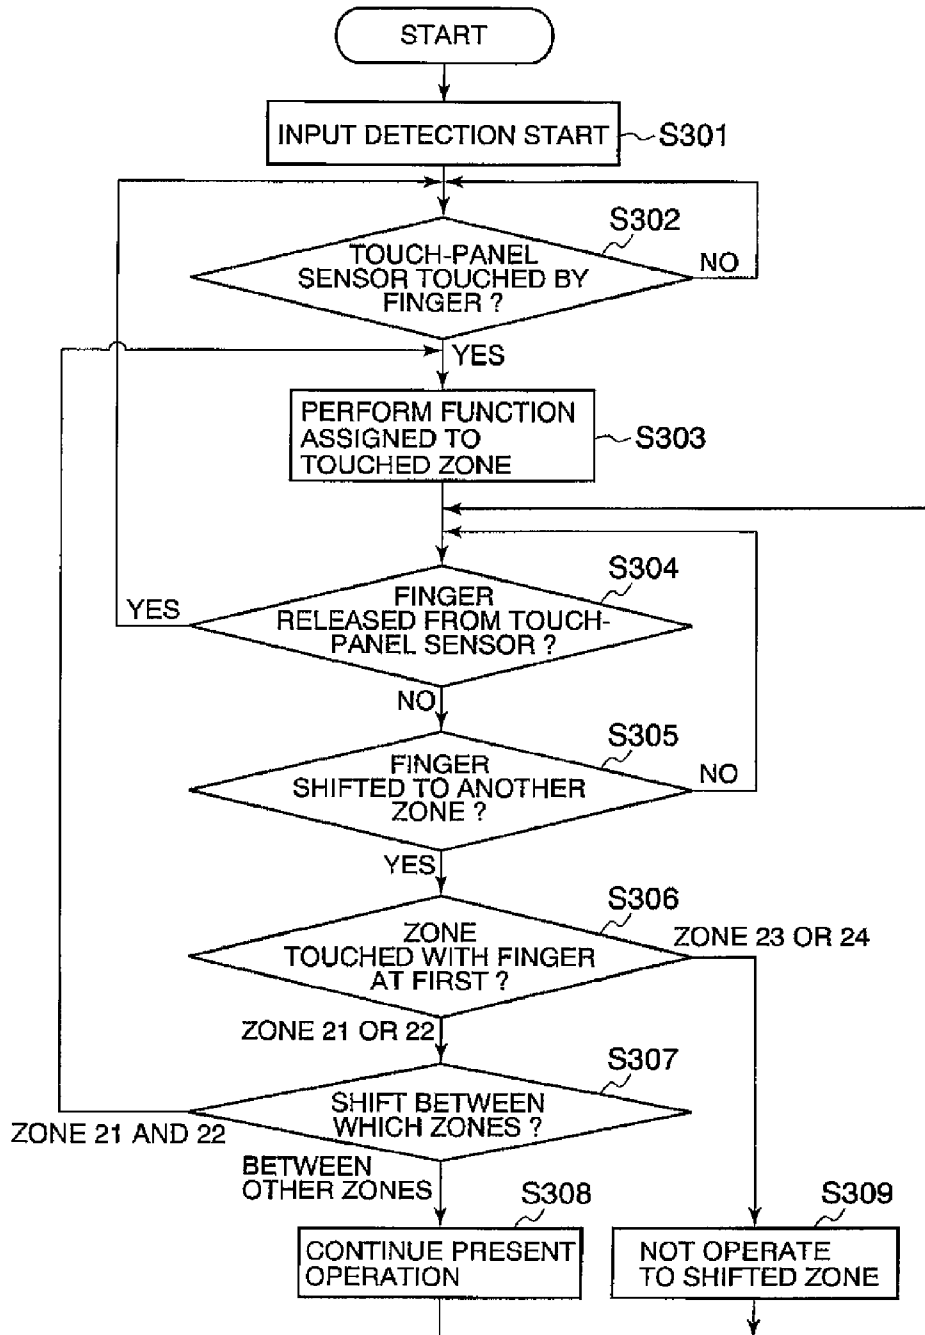 START
INPUT DETECTION START
S301
S302
TOUCH-PANEL
SENSOR TOUCHED BY
FINGER ?
NO
YES
PERFORM FUNCTION
ASSIGNED TO
TOUCHED ZONE
S303
S304
FINGER
RELEASED FROM TOUCH-
PANEL SENSOR ?
YES
NO
S305
FINGER
SHIFTED TO ANOTHER
ZONE ?
NO
YES
S306
ZONE
TOUCHED WITH FINGER
AT FIRST ?
ZONE 23 OR 24
ZONE 21 OR 22
S307
SHIFT BETWEEN
WHICH ZONES ?
ZONE 21 AND 22
BETWEEN
OTHER ZONES
S308
CONTINUE PRESENT
OPERATION
S309
NOT OPERATE
TO SHIFTED ZONE